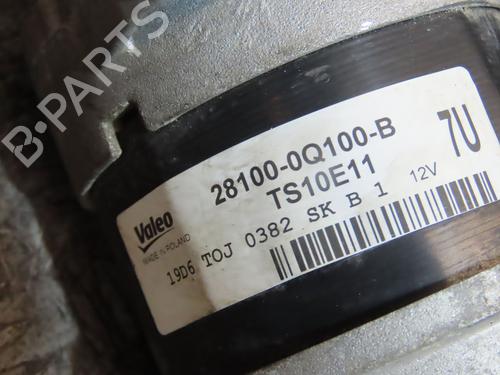 B-PARTS
28100-0Q100-B
7U
TS10E11
12V
Valeo
MADE IN POLAND
19D6 TOJ 0382 SK B 1